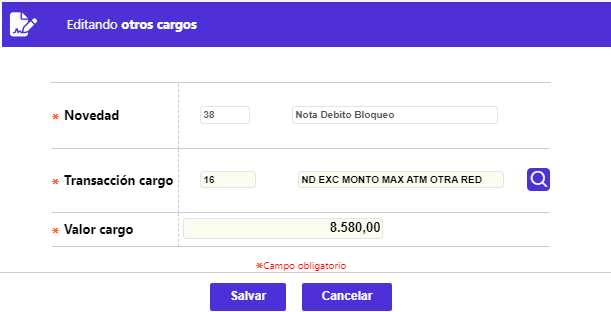 Editando otros cargos
* Novedad 38 Nota Debito Bloqueo
* Transacción cargo 16 ND EXC MONTO MAX ATM OTRA RED
* Valor cargo 8.580,00
*Campo obligatorio
Salvar Cancelar